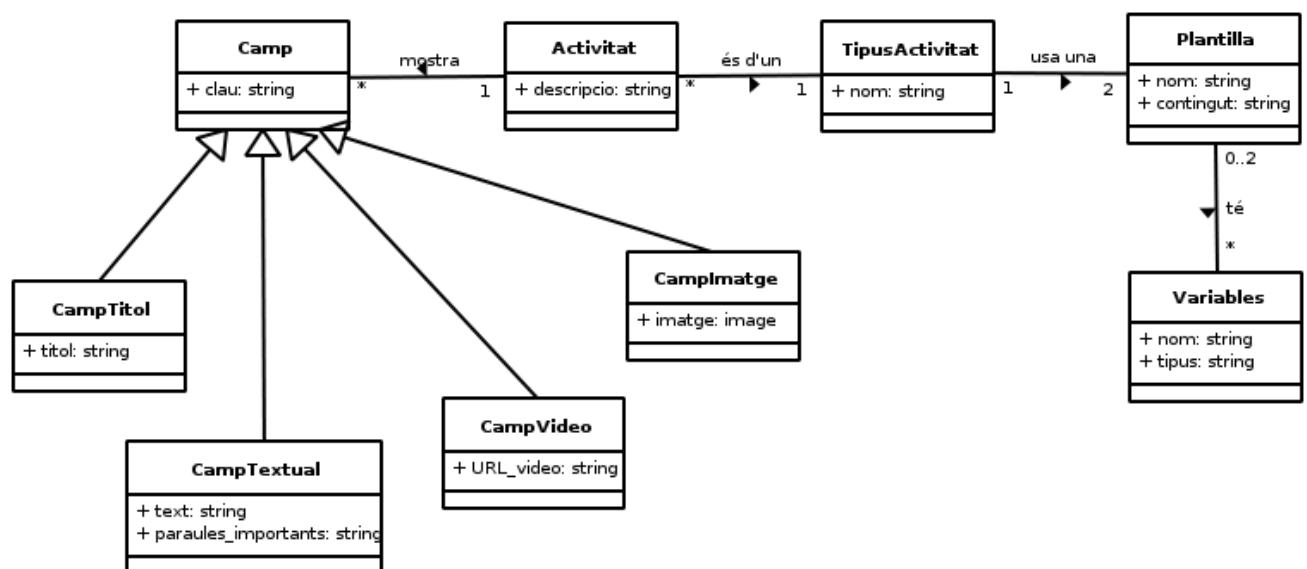 Camp
+ clau: string
mostra
*
1
Activitat
+ descripcio: string
és d'un
*
1
TipusActivitat
+ nom: string
usa una
1
2
Plantilla
+ nom: string
+ contingut: string
0..2
té
*
Variables
+ nom: string
+ tipus: string
CampImatge
+ imatge: image
CampTitol
+ titol: string
CampVideo
+ URL_video: string
CampTextual
+ text: string
+ paraules_importants: string